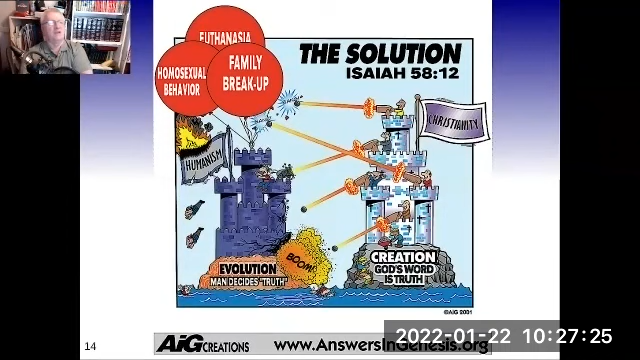 EUTHANASIA
HOMOSEXUAL
BEHAVIOR
FAMILY
BREAK-UP
THE SOLUTION
ISAIAH 58:12
HUMANISM
CHRISTIANITY
BOOM!
EVOLUTION
MAN DECIDES "TRUTH"
CREATION
GOD'S WORD
IS TRUTH
©AiG 2001
14
AiG CREATIONS
www.AnswersInGenesis.org
2022-01-22 10:27:25